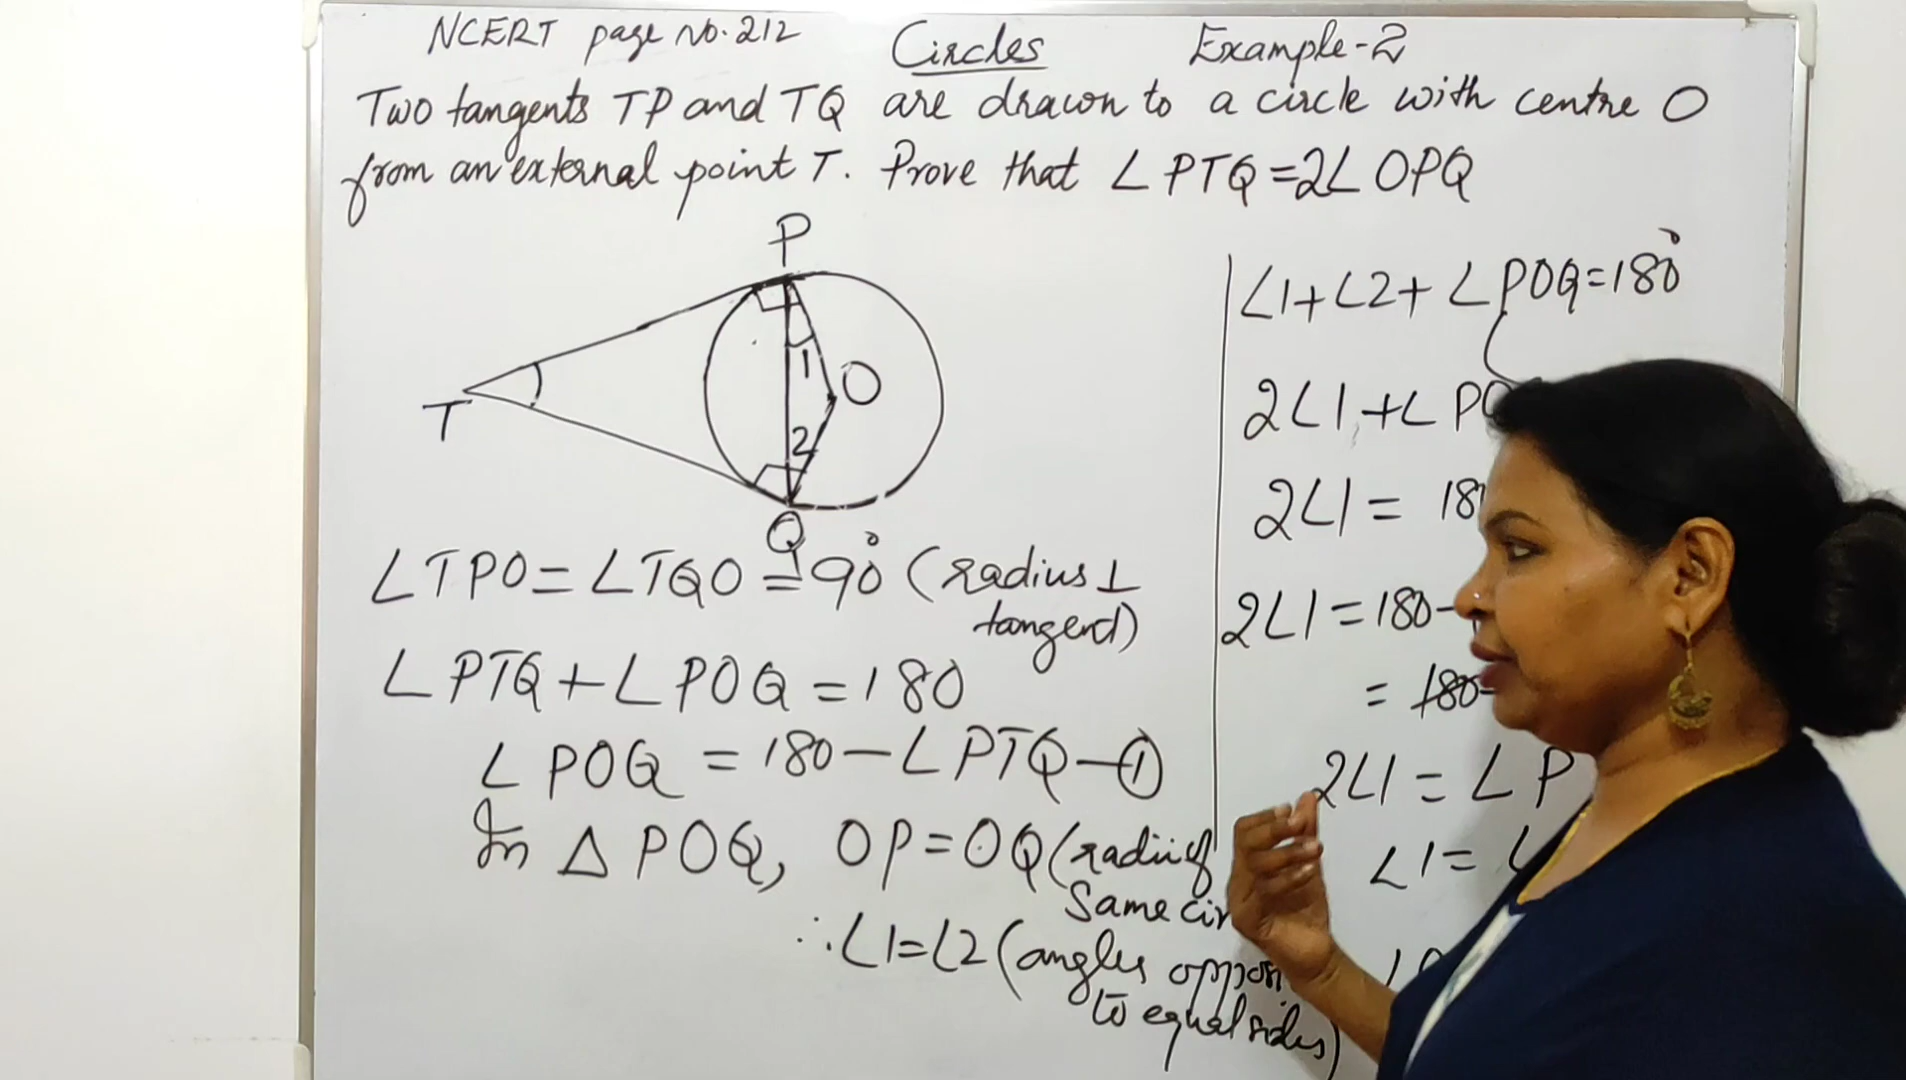 NCERT page no. 212 Circles Example-2
Two tangents TP and TQ are drawn to a circle with centre O
from an external point T. Prove that ∠PTQ=2∠OPQ
P
1
O
T
2
Q
∠TPO=∠TQO=90° (radius ⊥
tangent)
∠PTQ+∠POQ=180
∠POQ = 180-∠PTQ-①
In △POQ, OP=OQ (radii of
Same cir
∴∠1=∠2 (angles opposi
to equal sides)
∠1+∠2+∠POQ=180°
2∠1+∠PO
2∠1= 18
2∠1=180-
= 180-
2∠1=∠P
∠1=